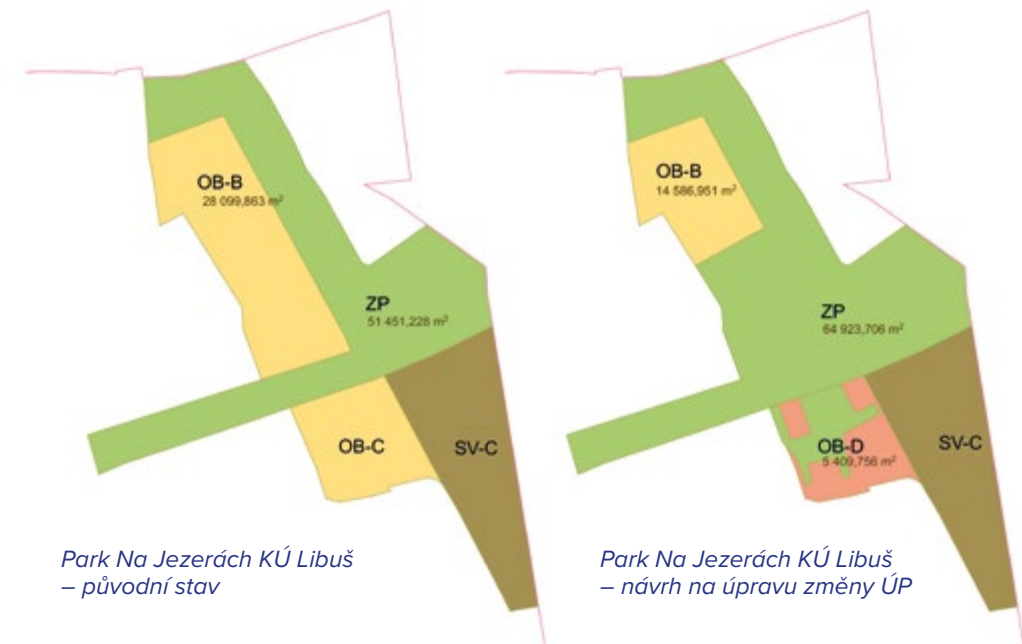 OB-B
28 099,863 m²
ZP
51 451,228 m²
OB-C
SV-C
Park Na Jezerách KÚ Libuš
– původní stav
OB-B
14 586,951 m²
ZP
64 923,706 m²
OB-D
5 409,756 m²
SV-C
Park Na Jezerách KÚ Libuš
– návrh na úpravu změny ÚP